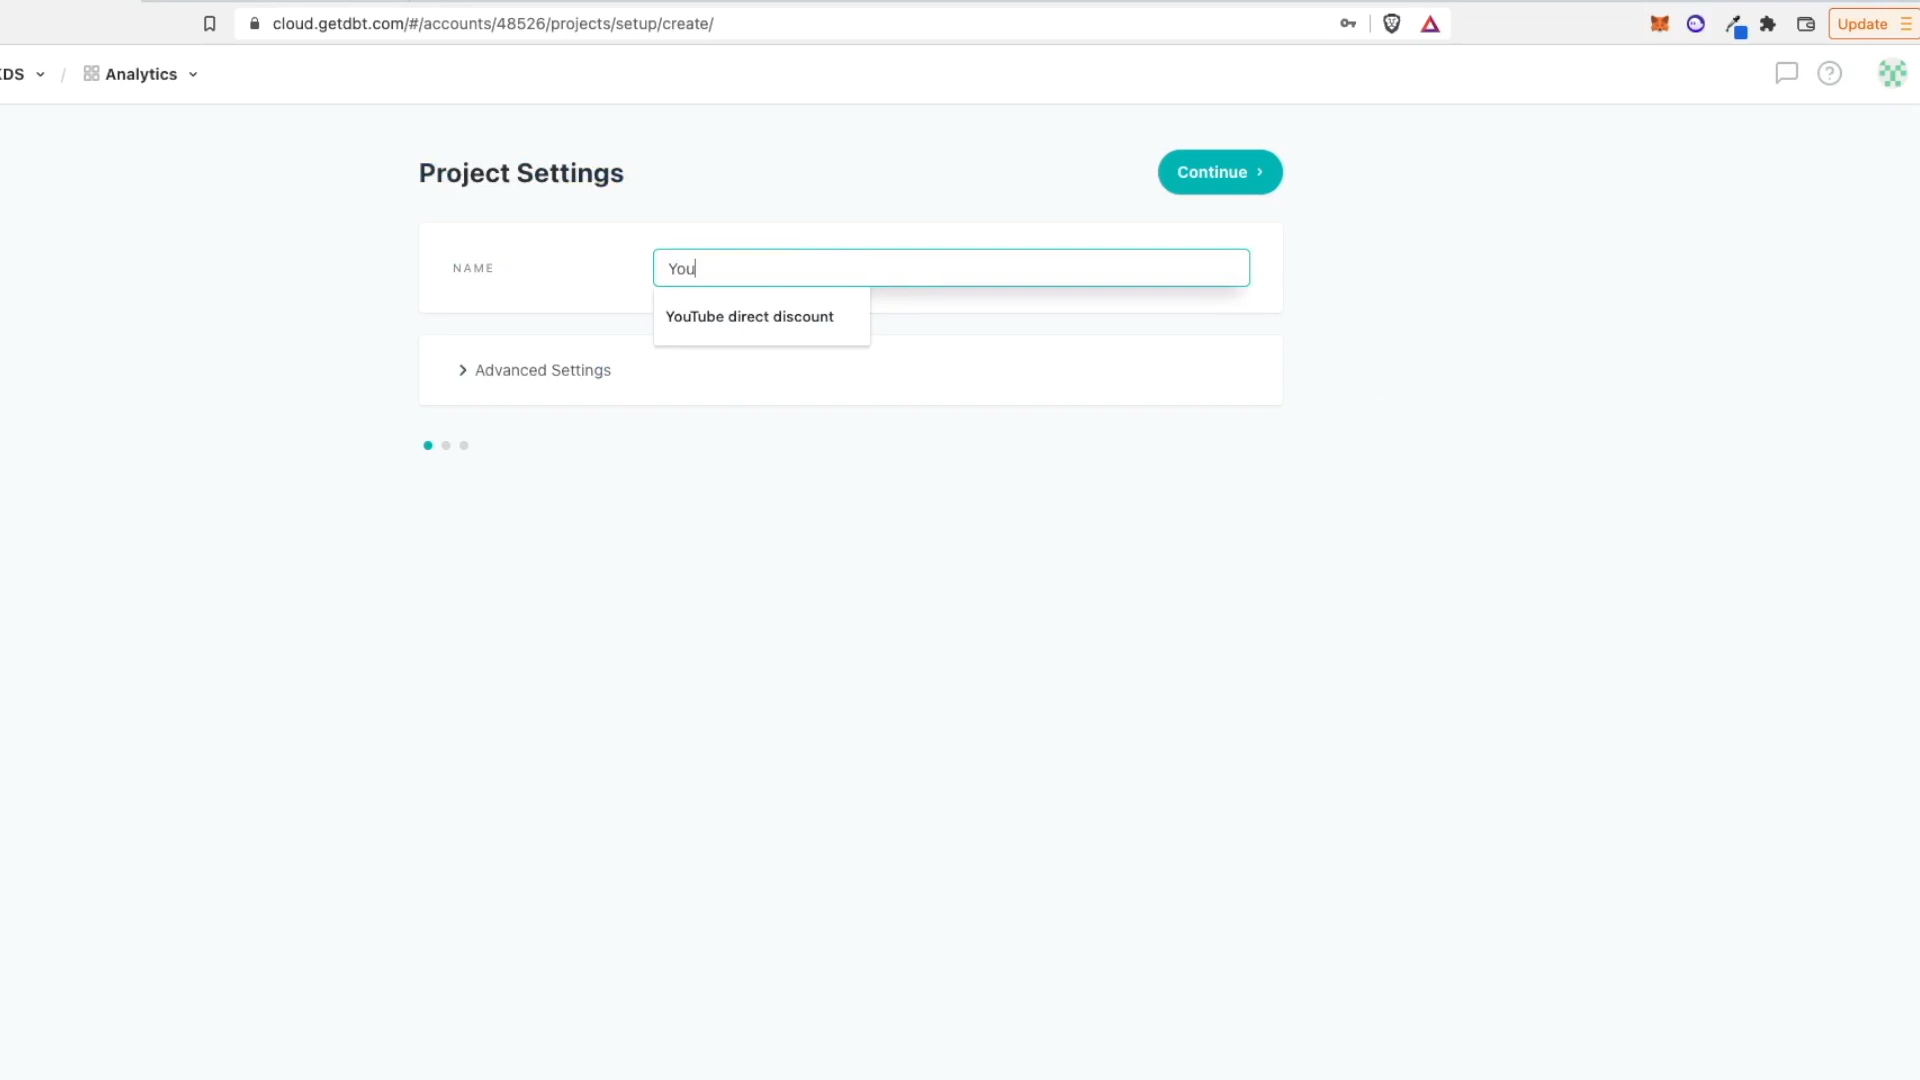 cloud.getdbt.com/#/accounts/48526/projects/setup/create/
Update
DS / Analytics
Project Settings
Continue
NAME
You
YouTube direct discount
Advanced Settings